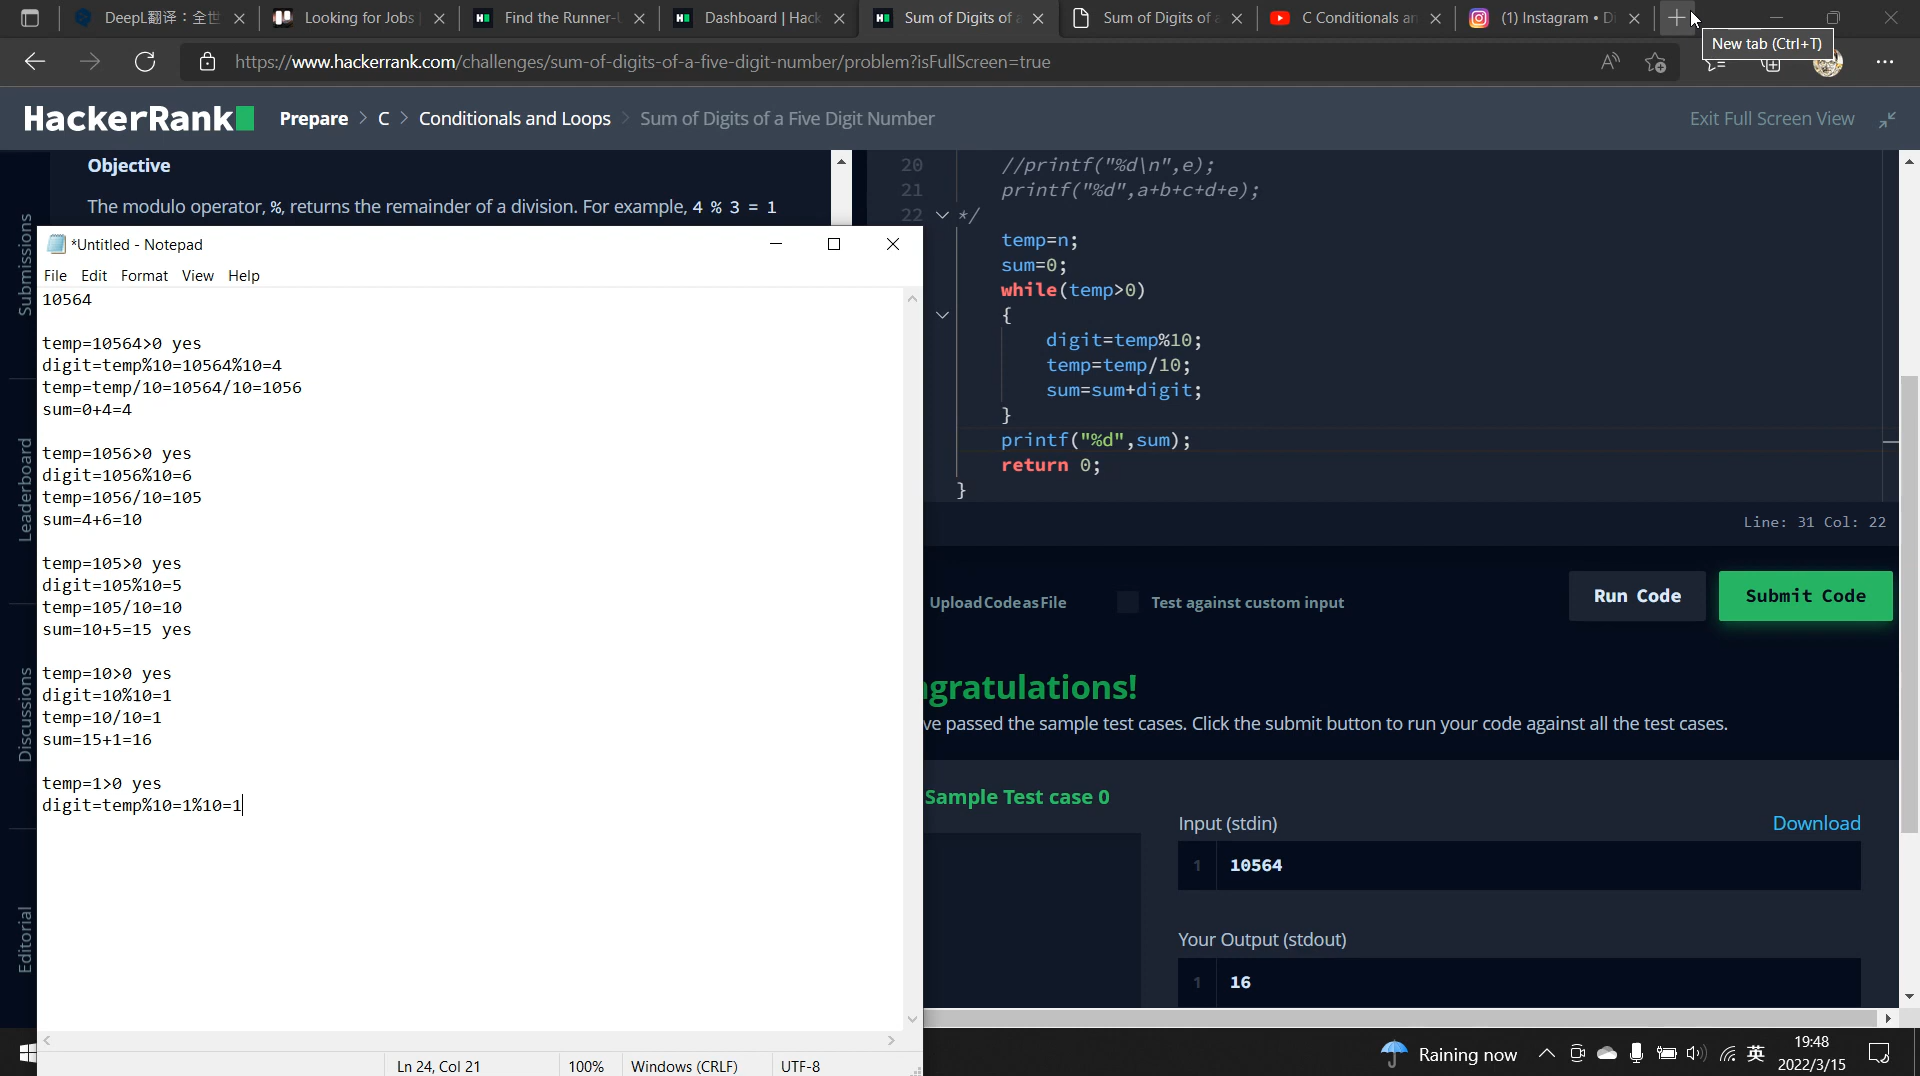 DeepL翻译：全世
Looking for Jobs
Find the Runner-U
Dashboard | Hack
Sum of Digits of a
Sum of Digits of a
C Conditionals an
(1) Instagram • Di
New tab (Ctrl+T)
https://www.hackerrank.com/challenges/sum-of-digits-of-a-five-digit-number/problem?isFullScreen=true
HackerRank
Prepare > C > Conditionals and Loops > Sum of Digits of a Five Digit Number
Exit Full Screen View
Submissions
Leaderboard
Discussions
Editorial
Objective
The modulo operator, %, returns the remainder of a division. For example, 4 % 3 = 1
*Untitled - Notepad
File Edit Format View Help
10564
temp=10564>0 yes
digit=temp%10=10564%10=4
temp=temp/10=10564/10=1056
sum=0+4=4
temp=1056>0 yes
digit=1056%10=6
temp=1056/10=105
sum=4+6=10
temp=105>0 yes
digit=105%10=5
temp=105/10=10
sum=10+5=15 yes
temp=10>0 yes
digit=10%10=1
temp=10/10=1
sum=15+1=16
temp=1>0 yes
digit=temp%10=1%10=1
Ln 24, Col 21
100%
Windows (CRLF)
UTF-8
20 //printf("%d\n",e);
21 printf("%d",a+b+c+d+e);
22 */
temp=n;
sum=0;
while(temp>0)
{
digit=temp%10;
temp=temp/10;
sum=sum+digit;
}
printf("%d",sum);
return 0;
}
Line: 31 Col: 22
Upload Code as File
Test against custom input
Run Code
Submit Code
ngratulations!
ve passed the sample test cases. Click the submit button to run your code against all the test cases.
Sample Test case 0
Input (stdin)
Download
1 10564
Your Output (stdout)
1 16
Raining now
英
19:48
2022/3/15